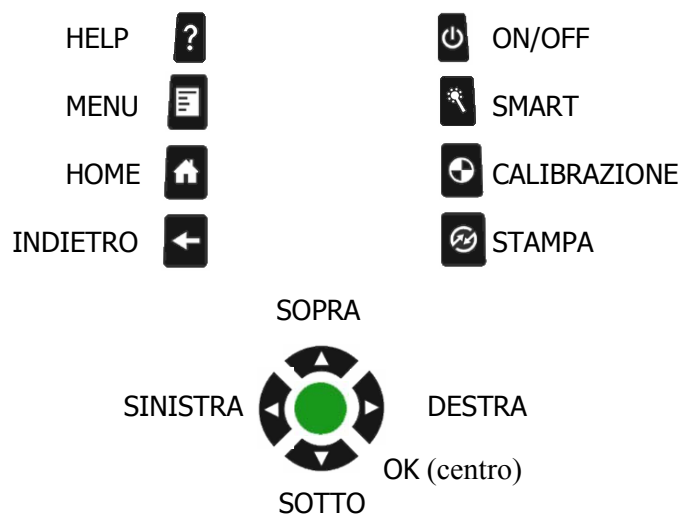 HELP ? ON/OFF
MENU SMART
HOME CALIBRAZIONE
INDIETRO STAMPA
SOPRA
SINISTRA DESTRA
OK (centro)
SOTTO